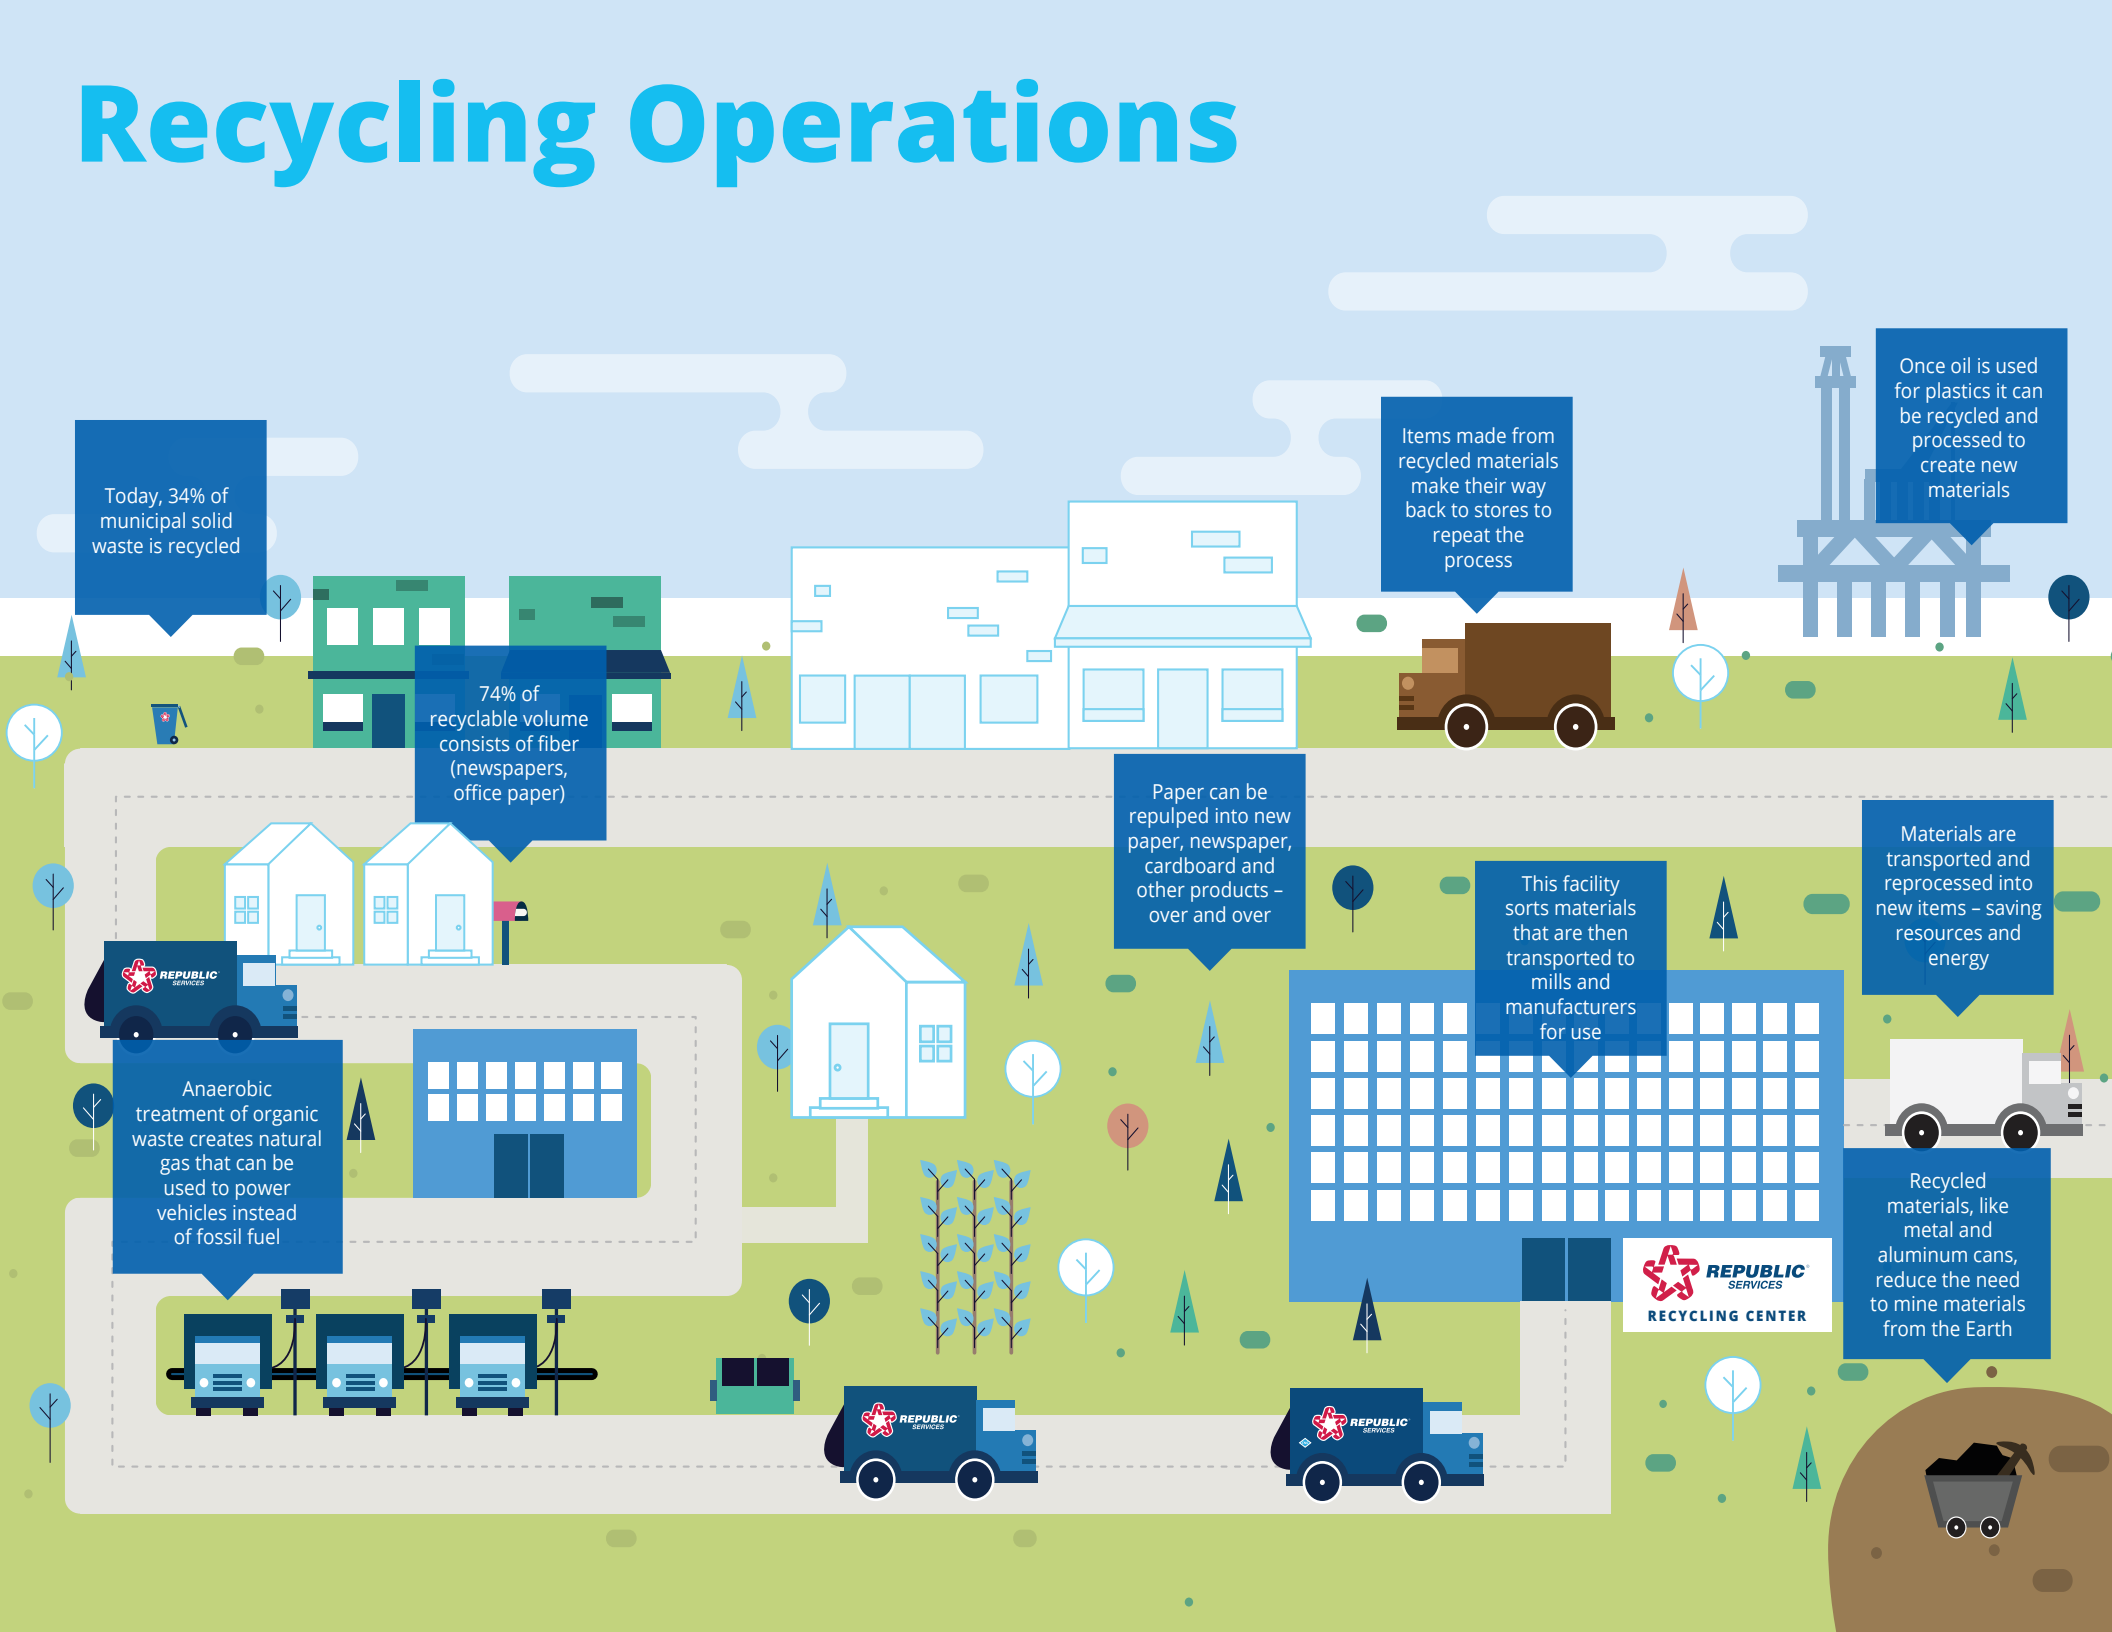 Recycling Operations
Once oil is used
for plastics it can
be recycled and
processed to
create new
materials
Items made from
recycled materials
make their way
back to stores to
repeat the
process
Today, 34% of
municipal solid
waste is recycled
74% of
recyclable volume
consists of fiber
(newspapers,
office paper)
Paper can be
repulped into new
paper, newspaper,
cardboard and
other products –
over and over
This facility
sorts materials
that are then
transported to
mills and
manufacturers
for use
Materials are
transported and
reprocessed into
new items – saving
resources and
energy
REPUBLIC
SERVICES
Anaerobic
treatment of organic
waste creates natural
gas that can be
used to power
vehicles instead
of fossil fuel
Recycled
materials, like
metal and
aluminum cans,
reduce the need
to mine materials
from the Earth
REPUBLIC
SERVICES
RECYCLING CENTER
REPUBLIC
SERVICES
REPUBLIC
SERVICES